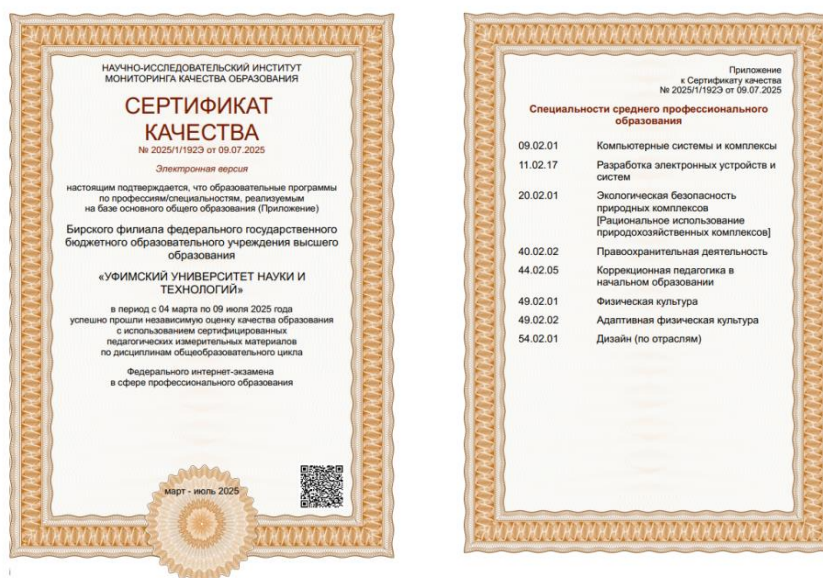 НАУЧНО-ИССЛЕДОВАТЕЛЬСКИЙ ИНСТИТУТ
МОНИТОРИНГА КАЧЕСТВА ОБРАЗОВАНИЯ
СЕРТИФИКАТ
КАЧЕСТВА
№ 2025/1/192Э от 09.07.2025
Электронная версия
настоящим подтверждается, что образовательные программы
по профессиям/специальностям, реализуемым
на базе основного общего образования (Приложение)
Бирского филиала федерального государственного
бюджетного образовательного учреждения высшего
образования
«УФИМСКИЙ УНИВЕРСИТЕТ НАУКИ И
ТЕХНОЛОГИЙ»
в период с 04 марта по 09 июля 2025 года
успешно прошли независимую оценку качества образования
с использованием сертифицированных
педагогических измерительных материалов
по дисциплинам общеобразовательного цикла
Федерального интернет-экзамена
в сфере профессионального образования
март - июль 2025
Приложение
к Сертификату качества
№ 2025/1/192Э от 09.07.2025
Специальности среднего профессионального
образования
09.02.01 Компьютерные системы и комплексы
11.02.17 Разработка электронных устройств и
систем
20.02.01 Экологическая безопасность
природных комплексов
[Рациональное использование
природохозяйственных комплексов]
40.02.02 Правоохранительная деятельность
44.02.05 Коррекционная педагогика в
начальном образовании
49.02.01 Физическая культура
49.02.02 Адаптивная физическая культура
54.02.01 Дизайн (по отраслям)